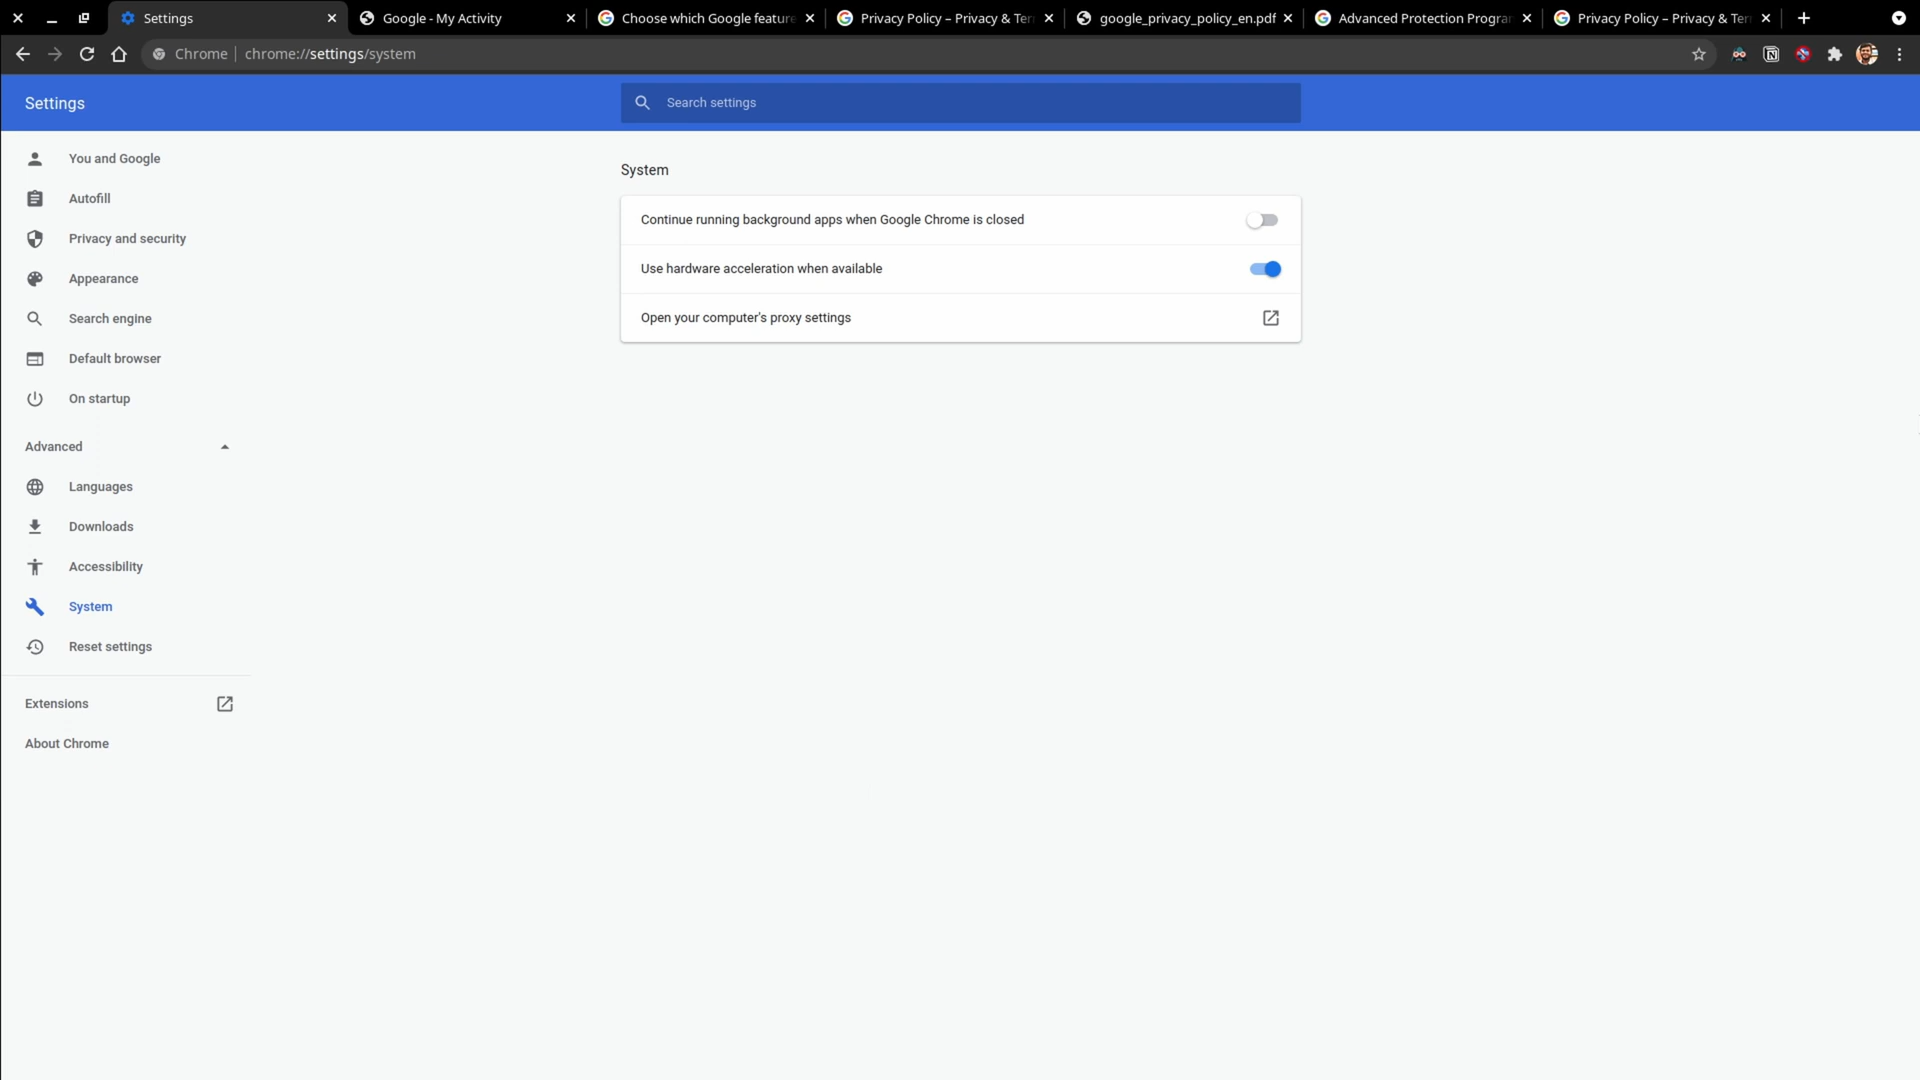 Settings
Google - My Activity
Choose which Google feature
Privacy Policy – Privacy & Ter
google_privacy_policy_en.pdf
Advanced Protection Progra
Privacy Policy – Privacy & Ter
Chrome
chrome://settings/system
Settings
Search settings
You and Google
Autofill
Privacy and security
Appearance
Search engine
Default browser
On startup
Advanced
Languages
Downloads
Accessibility
System
Reset settings
Extensions
About Chrome
System
Continue running background apps when Google Chrome is closed
Use hardware acceleration when available
Open your computer's proxy settings